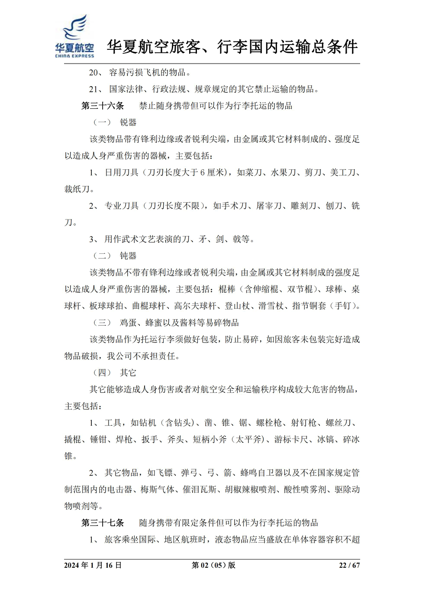 华夏航空
CHINA EXPRESS
华夏航空旅客、行李国内运输总条件
20、 容易污损飞机的物品。
21、 国家法律、行政法规、规章规定的其它禁止运输的物品。
第三十六条 禁止随身携带但可以作为行李托运的物品
（一） 锐器
该类物品带有锋利边缘或者锐利尖端，由金属或其它材料制成的、强度足
以造成人身严重伤害的器械，主要包括：
1、 日用刀具（刀刃长度大于 6 厘米），如菜刀、水果刀、剪刀、美工刀、
裁纸刀。
2、 专业刀具（刀刃长度不限），如手术刀、屠宰刀、雕刻刀、刨刀、铣
刀。
3、 用作武术文艺表演的刀、矛、剑、戟等。
（二） 钝器
该类物品不带有锋利边缘或者锐利尖端，由金属或其它材料制成的强度足
以造成人身严重伤害的器械，主要包括：棍棒（含伸缩棍、双节棍）、球棒、桌
球杆、板球球拍、曲棍球杆、高尔夫球杆、登山杖、滑雪杖、指节铜套（手钉）。
（三） 鸡蛋、蜂蜜以及酱料等易碎物品
该类物品作为托运行李须做好包装，防止易碎，如因旅客未包装完好造成
物品破损，我公司不承担责任。
（四） 其它
其它能够造成人身伤害或者对航空安全和运输秩序构成较大危害的物品，
主要包括：
1、 工具，如钻机（含钻头）、凿、锥、锯、螺栓枪、射钉枪、螺丝刀、
撬棍、锤钳、焊枪、扳手、斧头、短柄小斧（太平斧）、游标卡尺、冰镐、碎冰
锥。
2、 其它物品，如飞镖、弹弓、弓、箭、蜂鸣自卫器以及不在国家规定管
制范围内的电击器、梅斯气体、催泪瓦斯、胡椒辣椒喷剂、酸性喷雾剂、驱除动
物喷剂等。
第三十七条 随身携带有限定条件但可以作为行李托运的物品
1、 旅客乘坐国际、地区航班时，液态物品应当盛放在单体容器容积不超
2024 年 1 月 16 日 第 02（05）版 22 / 67